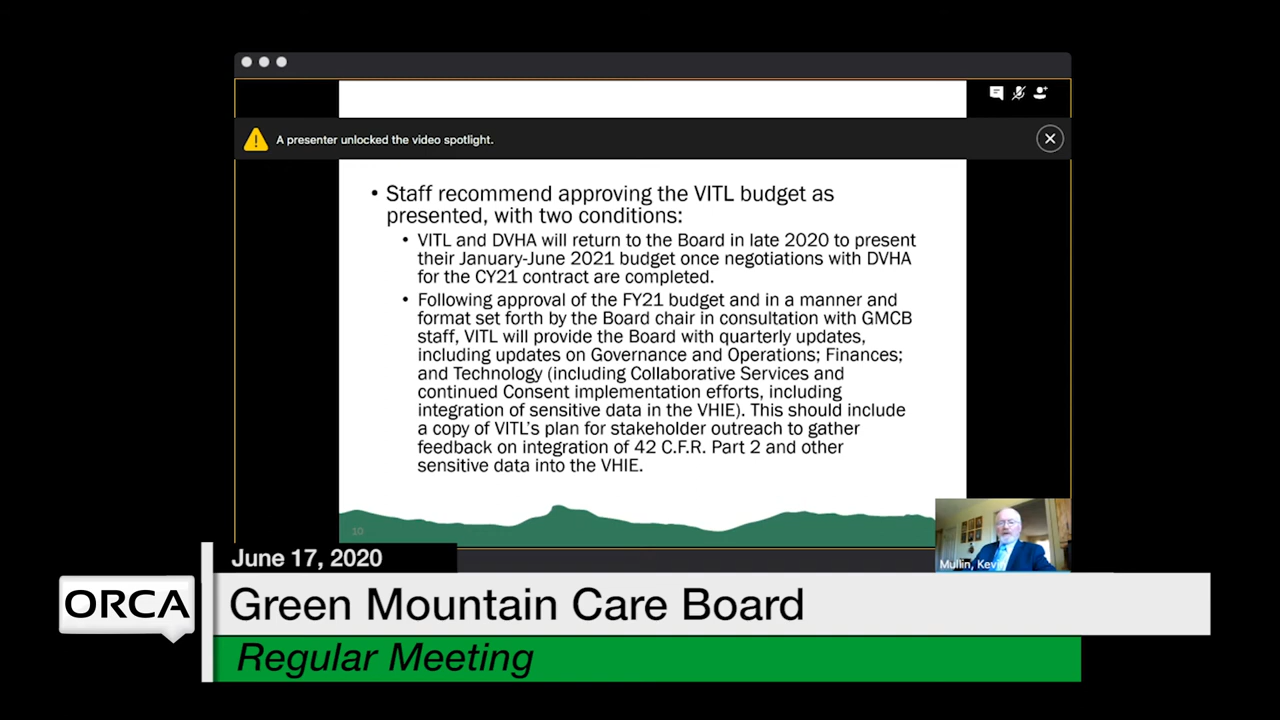 A presenter unlocked the video spotlight.
• Staff recommend approving the VITL budget as
presented, with two conditions:
• VITL and DVHA will return to the Board in late 2020 to present
their January-June 2021 budget once negotiations with DVHA
for the CY21 contract are completed.
• Following approval of the FY21 budget and in a manner and
format set forth by the Board chair in consultation with GMCB
staff, VITL will provide the Board with quarterly updates,
including updates on Governance and Operations; Finances;
and Technology (including Collaborative Services and
continued Consent implementation efforts, including
integration of sensitive data in the VHIE). This should include
a copy of VITL's plan for stakeholder outreach to gather
feedback on integration of 42 C.F.R. Part 2 and other
sensitive data into the VHIE.
10
Mullin, Kevin
June 17, 2020
ORCA
Green Mountain Care Board
Regular Meeting